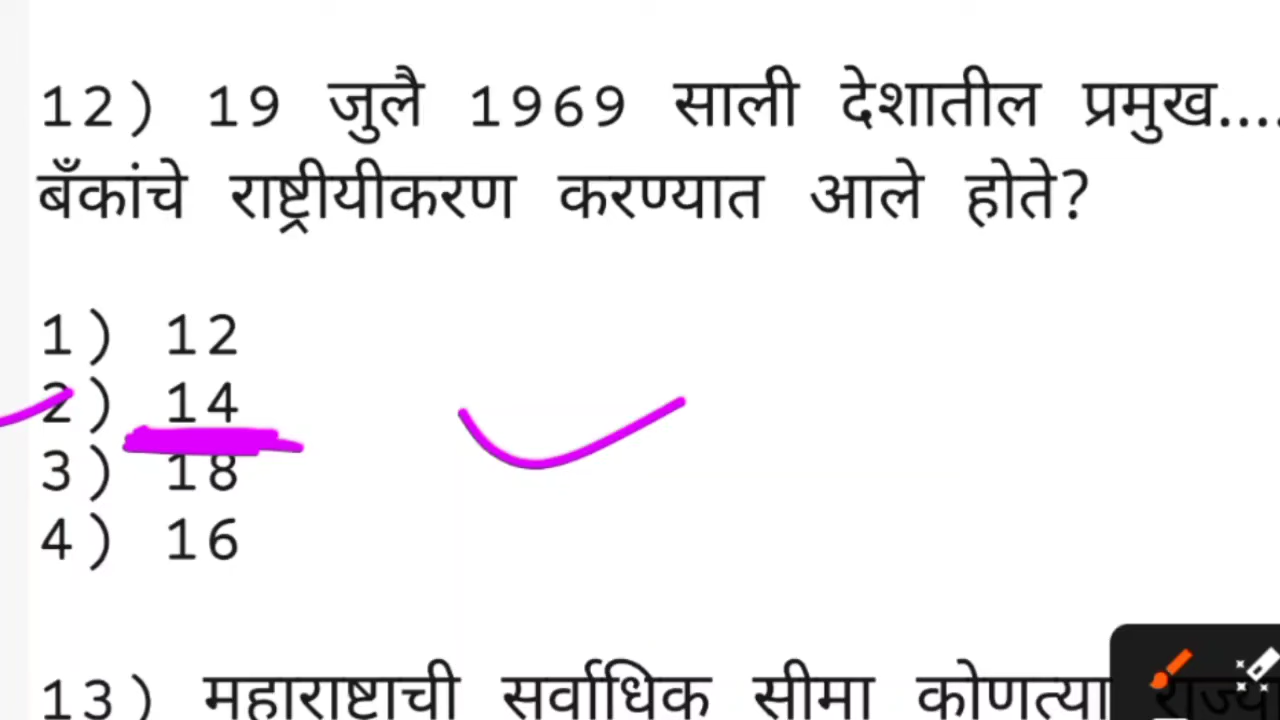 12) 19 जुलै 1969 साली देशातील प्रमुख....
बँकांचे राष्ट्रीयीकरण करण्यात आले होते?
1) 12
2) 14
3) 18
4) 16
13) महाराष्टाची सर्वाधिक सीमा कोणत्या राज्य